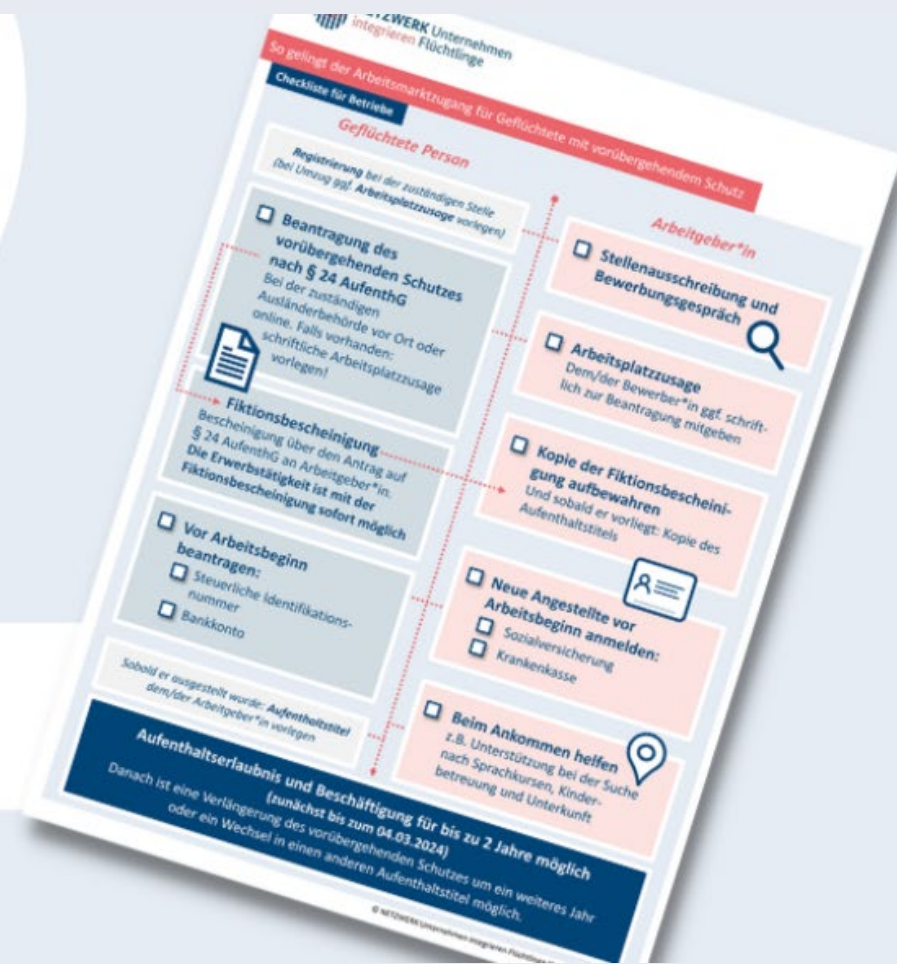 NETZWERK Unternehmen
integrieren Flüchtlinge
So gelingt der Arbeitsmarktzugang für Geflüchtete mit vorübergehendem Schutz
Checkliste für Betriebe
Geflüchtete Person
Registrierung bei der zuständigen Stelle
(bei Umzug ggf. Arbeitsplatzzusage vorlegen)
Beantragung des
vorübergehenden Schutzes
nach § 24 AufenthG
Bei der zuständigen
Ausländerbehörde vor Ort oder
online. Falls vorhanden:
schriftliche Arbeitsplatzzusage
vorlegen!
Fiktionsbescheinigung
Bescheinigung über den Antrag auf
§ 24 AufenthG an Arbeitgeber*in.
Die Erwerbstätigkeit ist mit der
Fiktionsbescheinigung sofort möglich
Vor Arbeitsbeginn
beantragen:
Steuerliche Identifikations-
nummer
Bankkonto
Sobald er ausgestellt wurde: Aufenthaltstitel
dem/der Arbeitgeber*in vorlegen
Arbeitgeber*in
Stellenausschreibung und
Bewerbungsgespräch
Arbeitsplatzzusage
Dem/der Bewerber*in ggf. schrift-
lich zur Beantragung mitgeben
Kopie der Fiktionsbescheini-
gung aufbewahren
Und sobald er vorliegt: Kopie des
Aufenthaltstitels
Neue Angestellte vor
Arbeitsbeginn anmelden:
Sozialversicherung
Krankenkasse
Beim Ankommen helfen
z.B. Unterstützung bei der Suche
nach Sprachkursen, Kinder-
betreuung und Unterkunft
Aufenthaltserlaubnis und Beschäftigung für bis zu 2 Jahre möglich
(zunächst bis zum 04.03.2024)
Danach ist eine Verlängerung des vorübergehenden Schutzes um ein weiteres Jahr
oder ein Wechsel in einen anderen Aufenthaltstitel möglich.
© NETZWERK Unternehmen integrieren Flüchtlinge